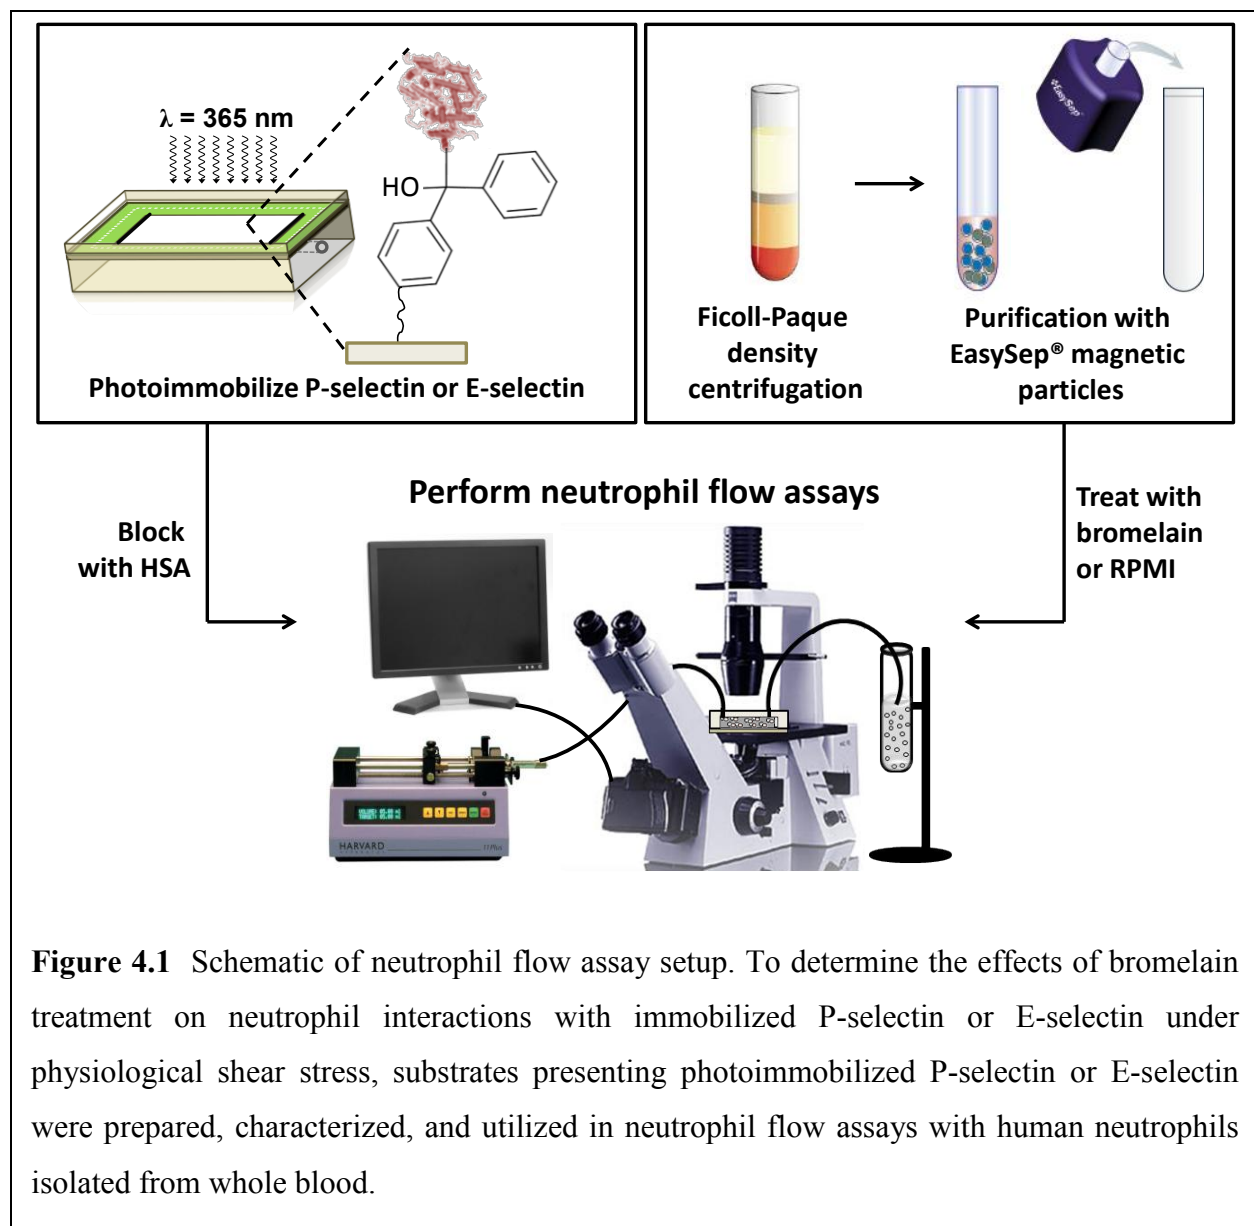 λ = 365 nm
HO
Photoimmobilize P-selectin or E-selectin
EasySep
Ficoll-Paque
density
centrifugation
Purification with
EasySep® magnetic
particles
Block
with HSA
Perform neutrophil flow assays
Treat with
bromelain
or RPMI
HARVARD
Figure 4.1 Schematic of neutrophil flow assay setup. To determine the effects of bromelain
treatment on neutrophil interactions with immobilized P-selectin or E-selectin under
physiological shear stress, substrates presenting photoimmobilized P-selectin or E-selectin
were prepared, characterized, and utilized in neutrophil flow assays with human neutrophils
isolated from whole blood.